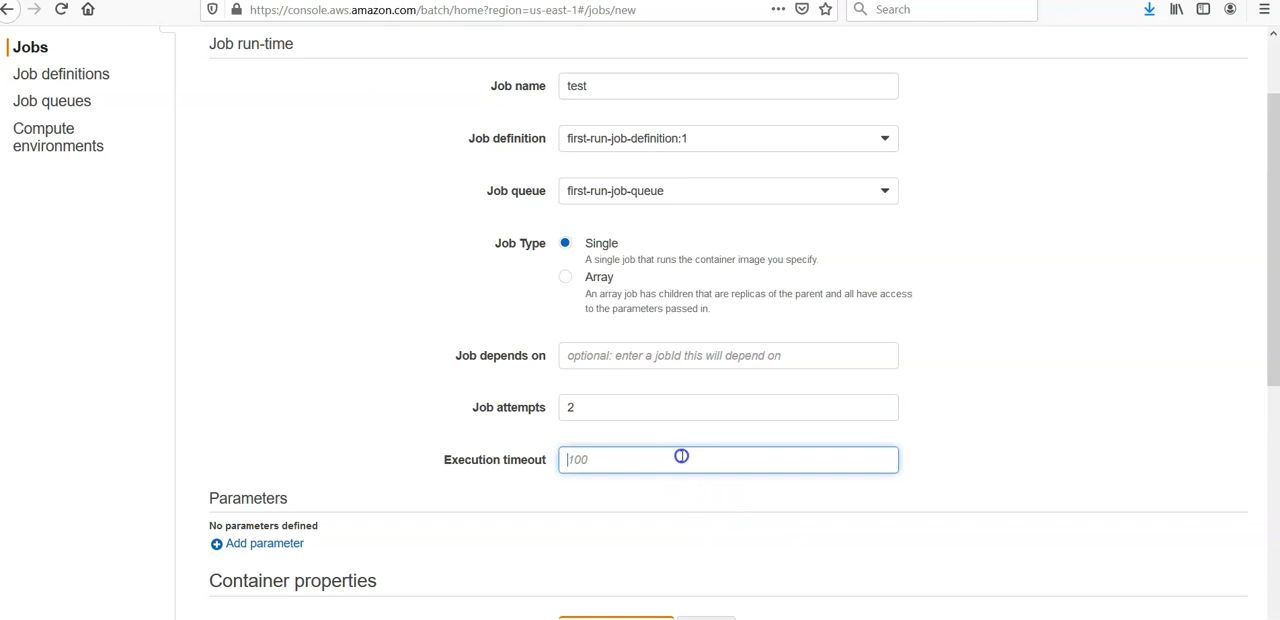 https://console.aws.amazon.com/batch/home?region=us-east-1#/jobs/new
Search
Jobs
Job definitions
Job queues
Compute
environments
Job run-time
Job name
test
Job definition
first-run-job-definition:1
Job queue
first-run-job-queue
Job Type
Single
A single job that runs the container image you specify.
Array
An array job has children that are replicas of the parent and all have access
to the parameters passed in.
Job depends on
optional: enter a jobId this will depend on
Job attempts
2
Execution timeout
100
Parameters
No parameters defined
Add parameter
Container properties